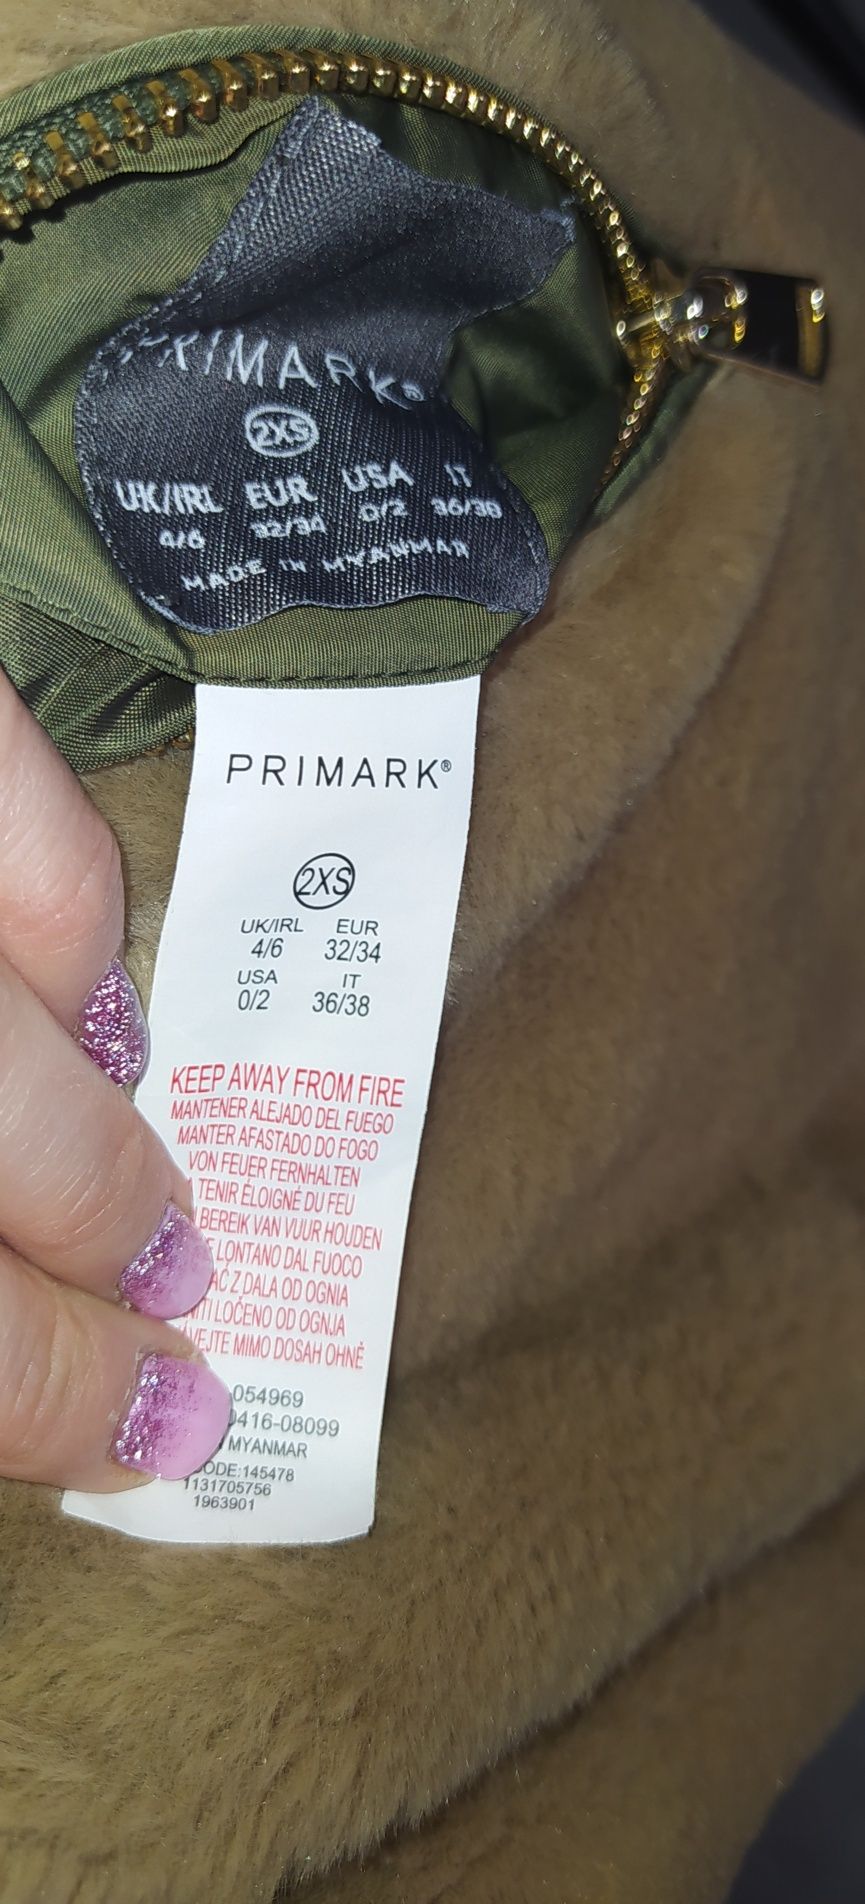 PRIMARK®
2XS
UK/IRL EUR USA IT
4/6 32/34 0/2 36/38
MADE IN MYANMAR
PRIMARK®
2XS
UK/IRL EUR
4/6 32/34
USA IT
0/2 36/38
KEEP AWAY FROM FIRE
MANTENER ALEJADO DEL FUEGO
MANTER AFASTADO DO FOGO
VON FEUER FERNHALTEN
TENIR ÉLOIGNÉ DU FEU
BEREIK VAN VUUR HOUDEN
LONTANO DAL FUOCO
Z DALA OD OGNIA
LOČENO OD OGNJA
MIMO DOSAH OHNĚ
054969
0416-08099
MYANMAR
ODE:145478
1131705756
1963901